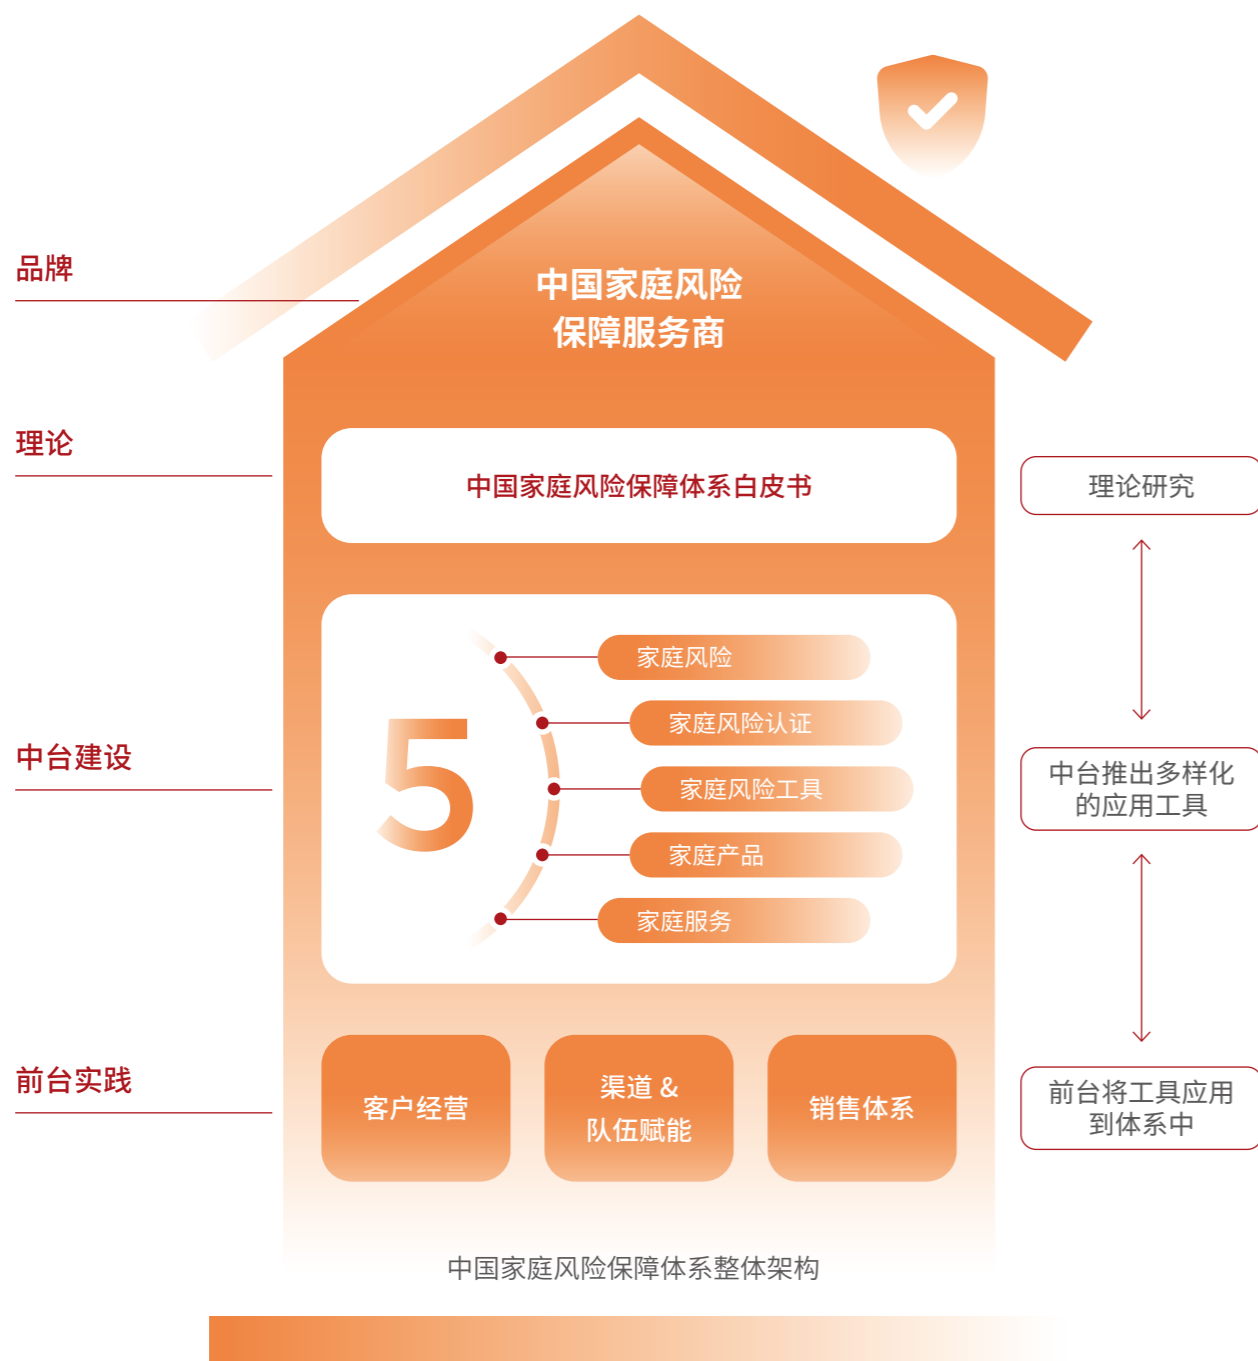 品牌
中国家庭风险
保障服务商
理论
中国家庭风险保障体系白皮书
理论研究
中台建设
5
家庭风险
家庭风险认证
家庭风险工具
家庭产品
家庭服务
中台推出多样化
的应用工具
前台实践
客户经营
渠道 &
队伍赋能
销售体系
前台将工具应用
到体系中
中国家庭风险保障体系整体架构